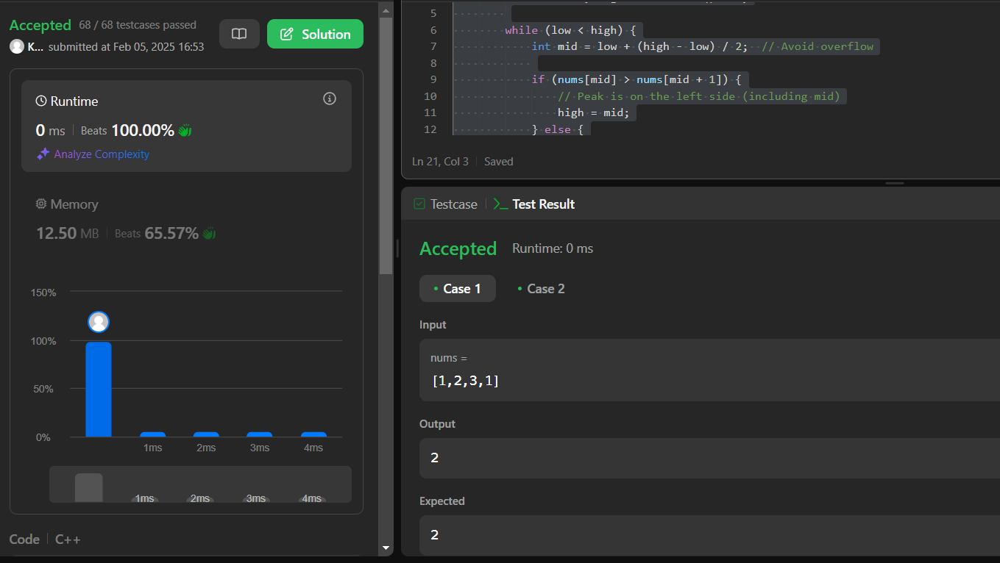 Accepted 68 / 68 testcases passed
K... submitted at Feb 05, 2025 16:53
Solution
Runtime
0 ms Beats 100.00%
Analyze Complexity
Memory
12.50 MB Beats 65.57%
150%
100%
50%
0%
1ms 2ms 3ms 4ms
1ms 2ms 3ms 4ms
Code C++
5
6 while (low < high) {
7 int mid = low + (high - low) / 2; // Avoid overflow
8
9 if (nums[mid] > nums[mid + 1]) {
10 // Peak is on the left side (including mid)
11 high = mid;
12 } else {
Ln 21, Col 3 Saved
Testcase >_ Test Result
Accepted Runtime: 0 ms
• Case 1 • Case 2
Input
nums =
[1,2,3,1]
Output
2
Expected
2